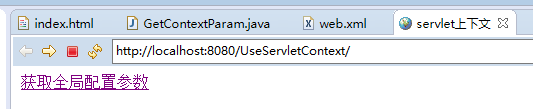 index.html GetContextParam.java web.xml servlet上下文
http://localhost:8080/UseServletContext/
获取全局配置参数